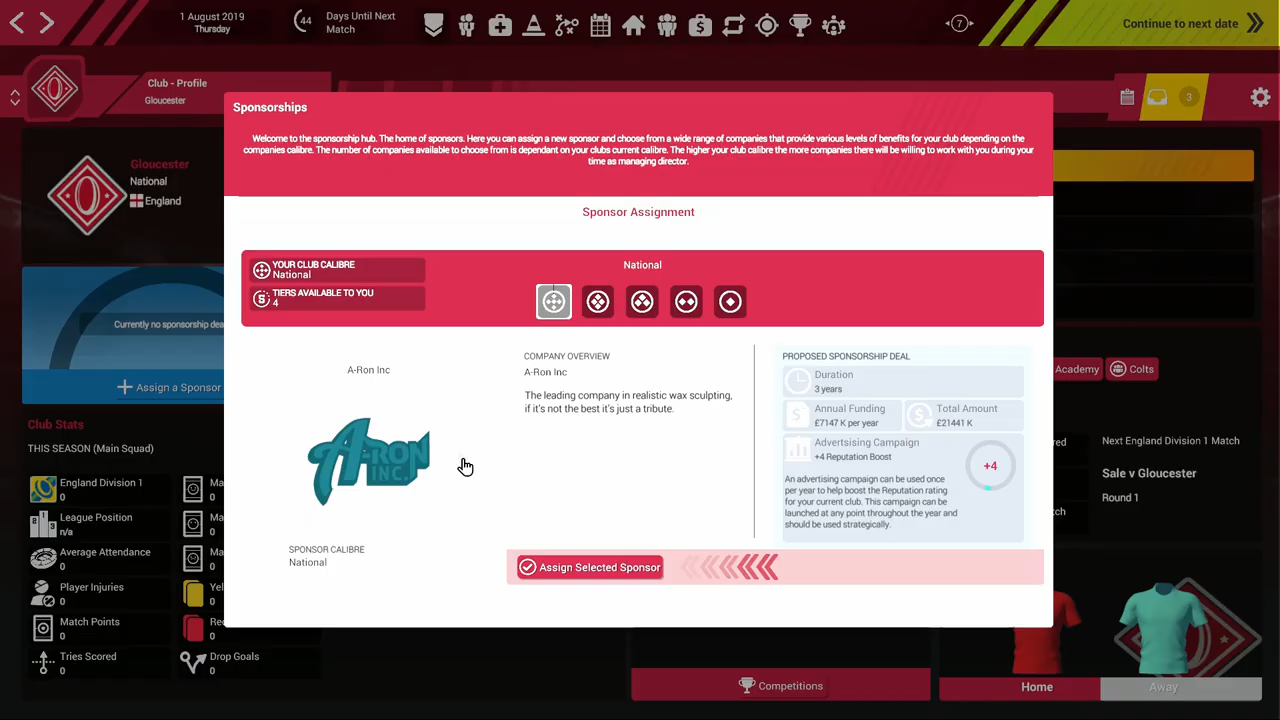 1 August 2019
Thursday
44
Days Until Next
Match
7
Continue to next date
Club - Profile
Gloucester
3
Gloucester
National
England
Currently no sponsorship dea
Assign a Sponsor
Club Stats
THIS SEASON (Main Squad)
England Division 1
0
League Position
n/a
Average Attendance
0
Player Injuries
0
Match Points
0
Tries Scored
0
Ma
0
Ma
0
Ma
0
Yel
0
Re
0
Drop Goals
0
Sponsorships
Welcome to the sponsorship hub. The home of sponsors. Here you can assign a new sponsor and choose from a wide range of companies that provide various levels of benefits for your club depending on the
companies calibre. The number of companies available to choose from is dependant on your clubs current calibre. The higher your club calibre the more companies there will be willing to work with you during your
time as managing director.
Sponsor Assignment
YOUR CLUB CALIBRE
National
TIERS AVAILABLE TO YOU
4
National
A-Ron Inc
A-RON
INC.
SPONSOR CALIBRE
National
COMPANY OVERVIEW
A-Ron Inc
The leading company in realistic wax sculpting,
if it's not the best it's just a tribute.
PROPOSED SPONSORSHIP DEAL
Duration
3 years
Annual Funding
£7147 K per year
Total Amount
£21441 K
Advertsising Campaign
+4 Reputation Boost
+4
An advertising campaign can be used once
per year to help boost the Reputation rating
for your current club. This campaign can be
launched at any point throughout the year and
should be used strategically.
Assign Selected Sponsor
Academy
Colts
Next England Division 1 Match
Sale v Gloucester
Round 1
Competitions
Home
Away